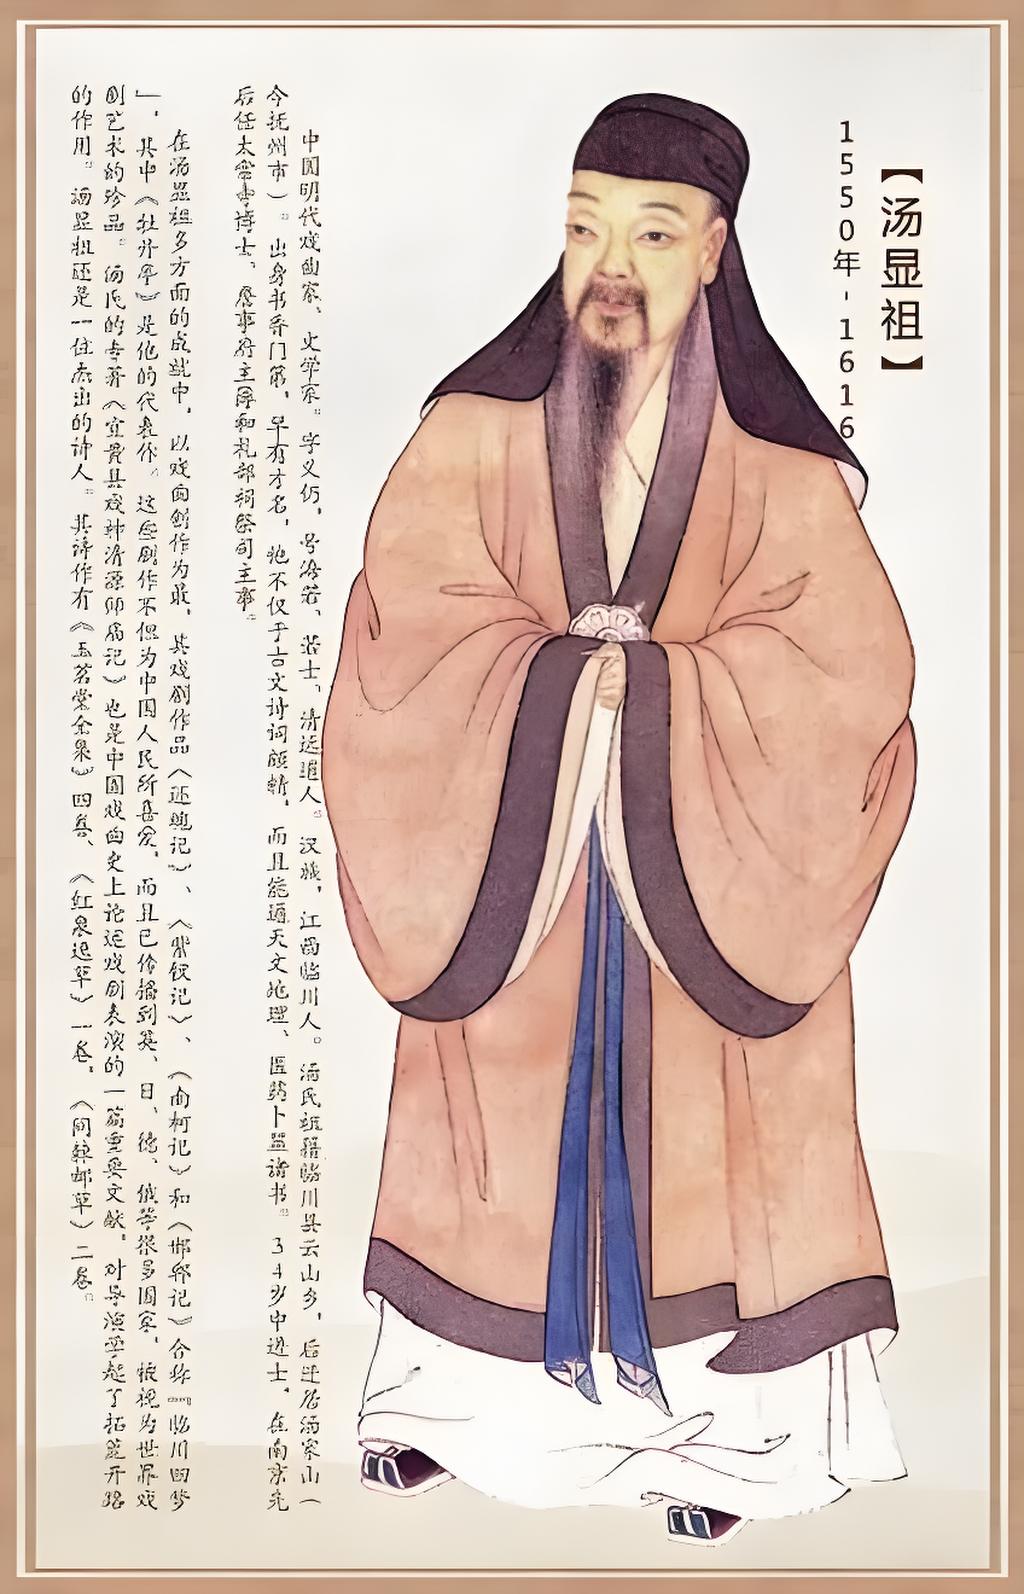 【汤显祖】
1550年-1616
中国明代戏曲家、文学家。字义仍，号海若、若士、清远道人。汉族，江西临川人。汤氏祖籍临川县云山乡，后迁居汤家山（
今抚州市）。出身书香门第，早有才名，他不仅于古文诗词颇精，而且能通天文地理、医药卜筮诸书。34岁中进士，在南京先
后任太常寺博士、詹事府主簿和礼部祠祭司主事。
在汤显祖多方面的成就中，以戏曲创作为最，其戏剧作品《还魂记》、《紫钗记》、《南柯记》和《邯郸记》合称“临川四梦
”，其中《牡丹亭》是他的代表作。这些剧作不但为中国人民所喜爱，而且已传播到英、日、德、俄等很多国家，被视为世界戏
剧艺术的珍品。汤氏的专著《宜黄县戏神清源师庙记》也是中国戏曲史上论述戏剧表演的一篇重要文献，对导演学起了拓荒开路
的作用。汤显祖还是一位杰出的诗人。其诗作有《玉茗堂全集》四卷、《红泉逸草》一卷，《问棘邮草》二卷。